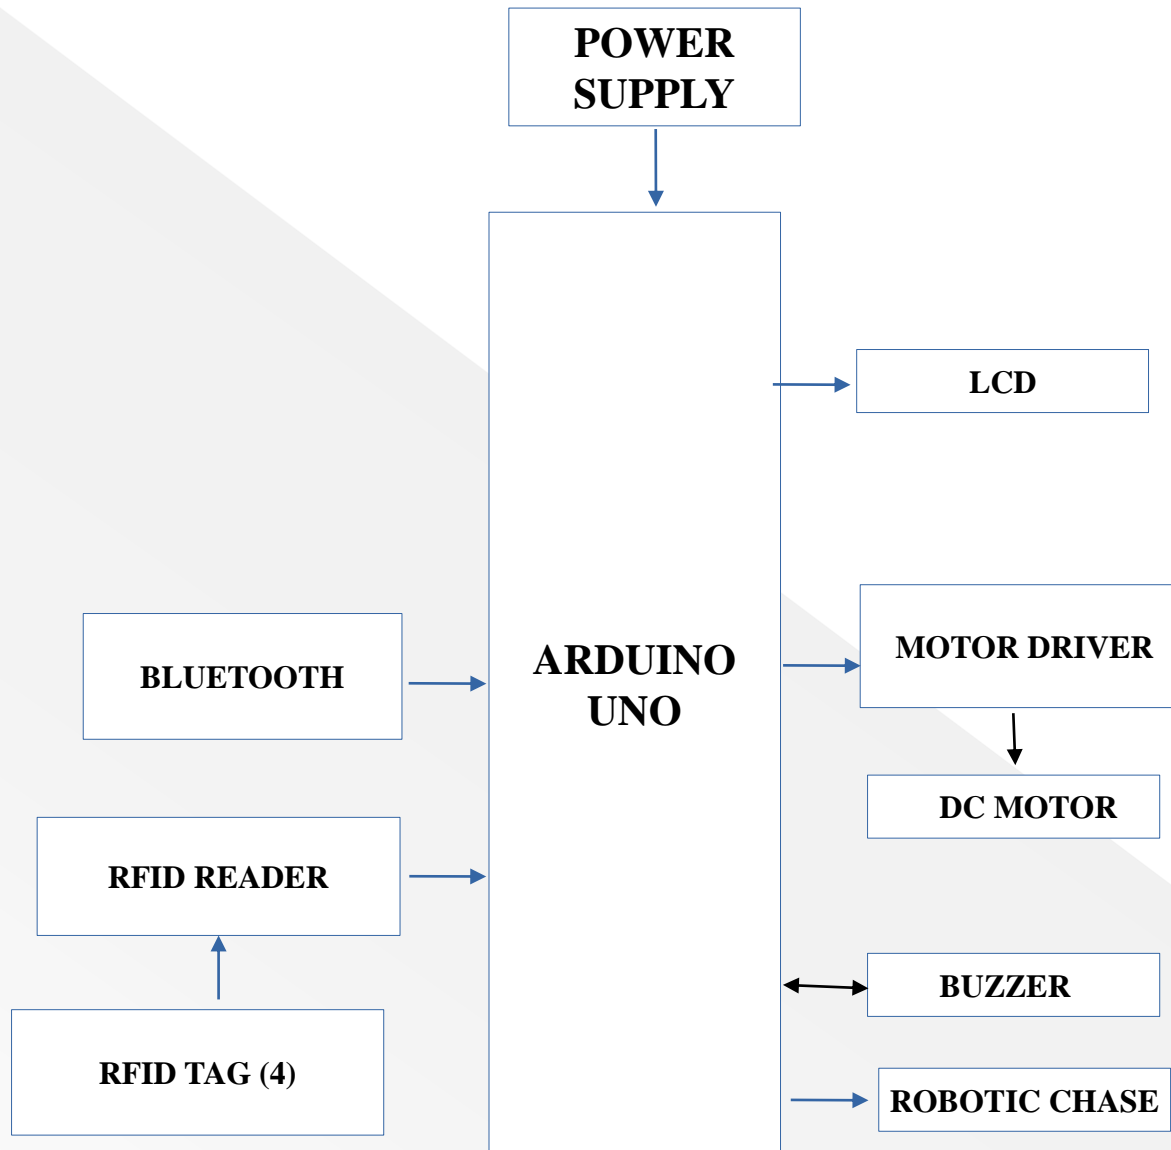 POWER
SUPPLY
LCD
ARDUINO
UNO
BLUETOOTH
MOTOR DRIVER
DC MOTOR
RFID READER
BUZZER
RFID TAG (4)
ROBOTIC CHASE